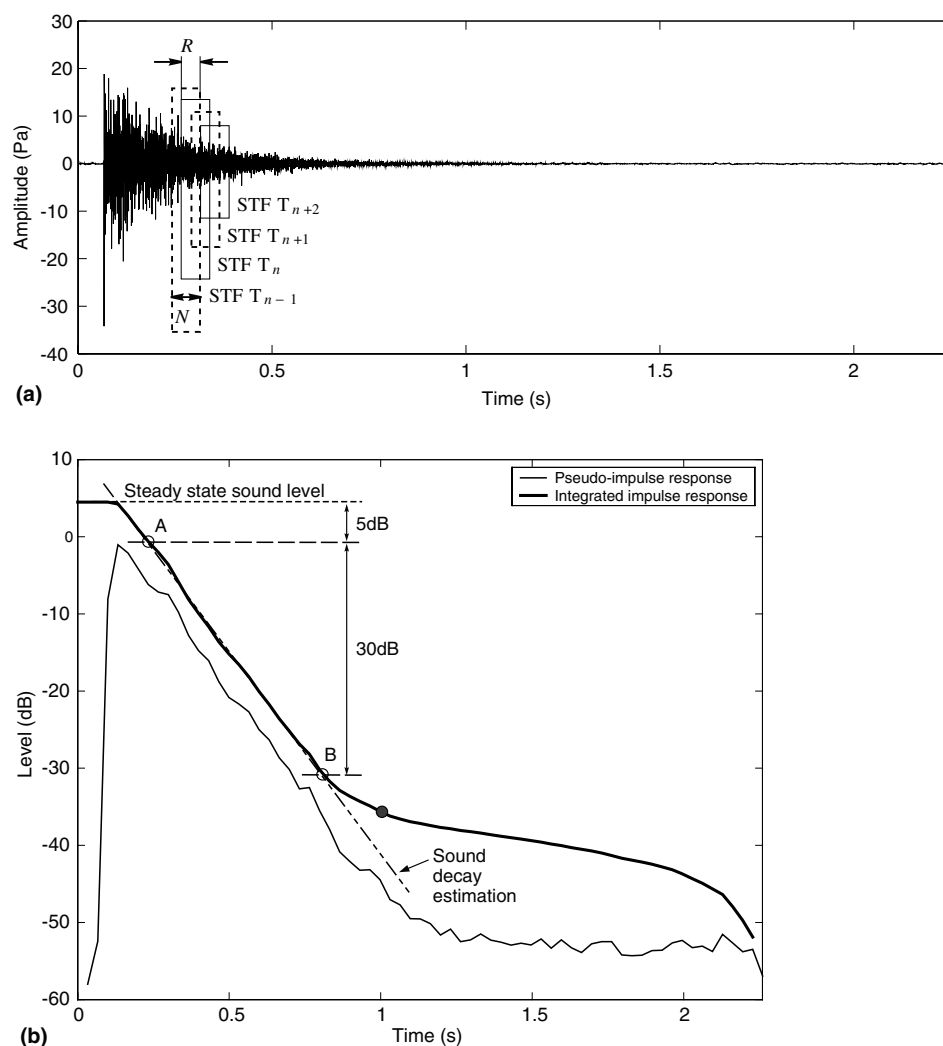 30
20
10
0
-10
-20
-30
-40
Amplitude (Pa)
R
STF T n+2
STF T n+1
STF T n
STF T n − 1
N
0 0.5 1 1.5 2
Time (s)
(a)
10
0
-10
-20
-30
-40
-50
-60
Level (dB)
Steady state sound level
Pseudo-impulse response
Integrated impulse response
A
5dB
30dB
B
Sound
decay
estimation
0 0.5 1 1.5 2
Time (s)
(b)